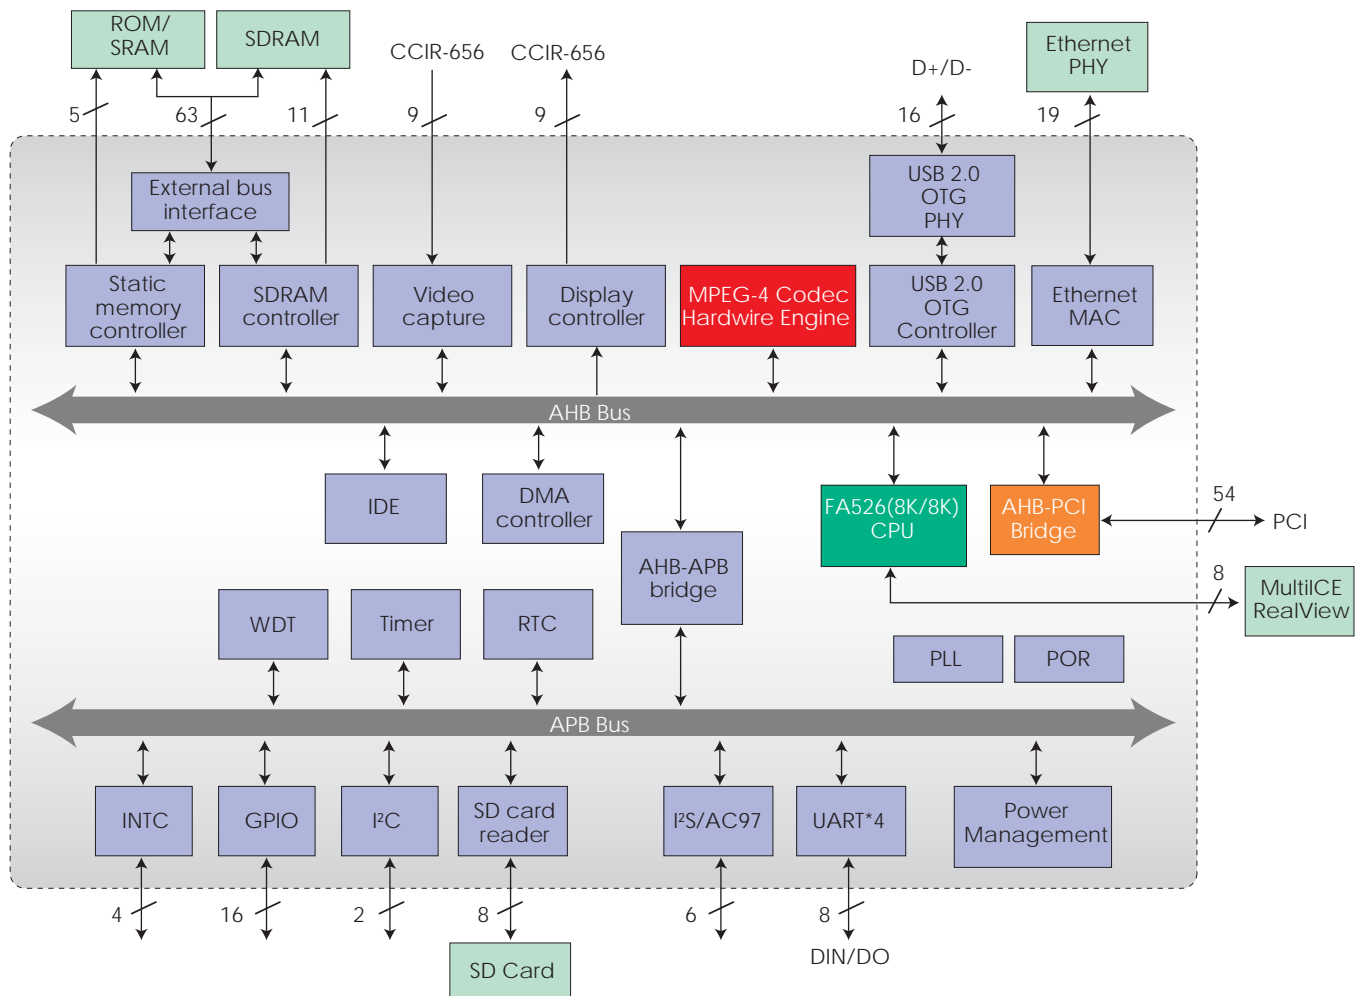 ROM/
SRAM
SDRAM
CCIR-656
CCIR-656
D+/D-
Ethernet
PHY
5
63
11
9
9
16
19
External bus
interface
USB 2.0
OTG
PHY
Static
memory
controller
SDRAM
controller
Video
capture
Display
controller
MPEG-4 Codec
Hardwire Engine
USB 2.0
OTG
Controller
Ethernet
MAC
AHB Bus
IDE
DMA
controller
AHB-APB
bridge
FA526(8K/8K)
CPU
AHB-PCI
Bridge
54
PCI
8
MultiICE
RealView
WDT
Timer
RTC
PLL
POR
APB Bus
INTC
GPIO
I²C
SD card
reader
I²S/AC97
UART*4
Power
Management
4
16
2
8
6
8
SD Card
DIN/DO